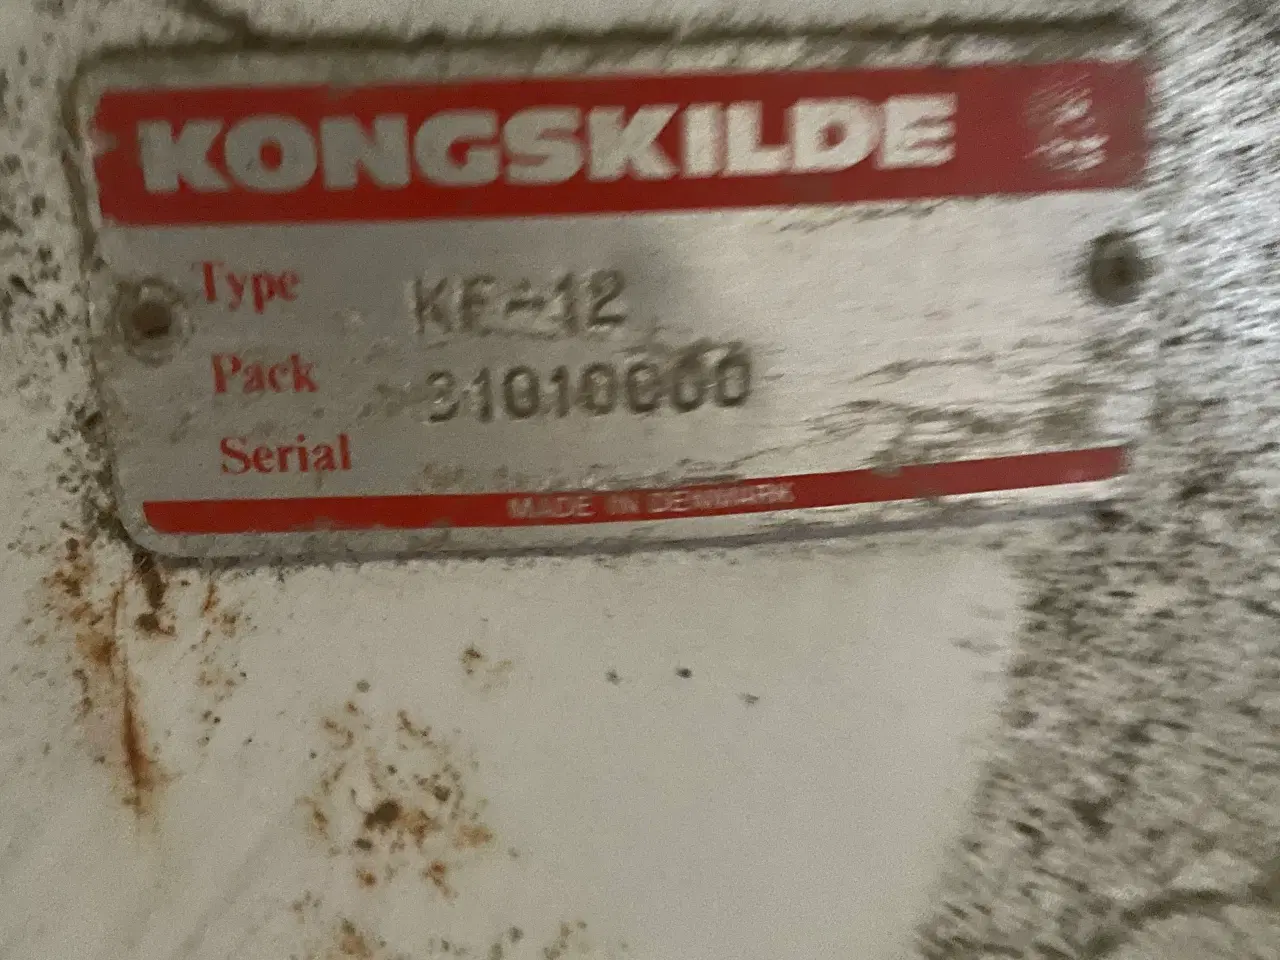 KONGSKILDE
Type KF-12
Pack 31010000
Serial
MADE IN DENMARK